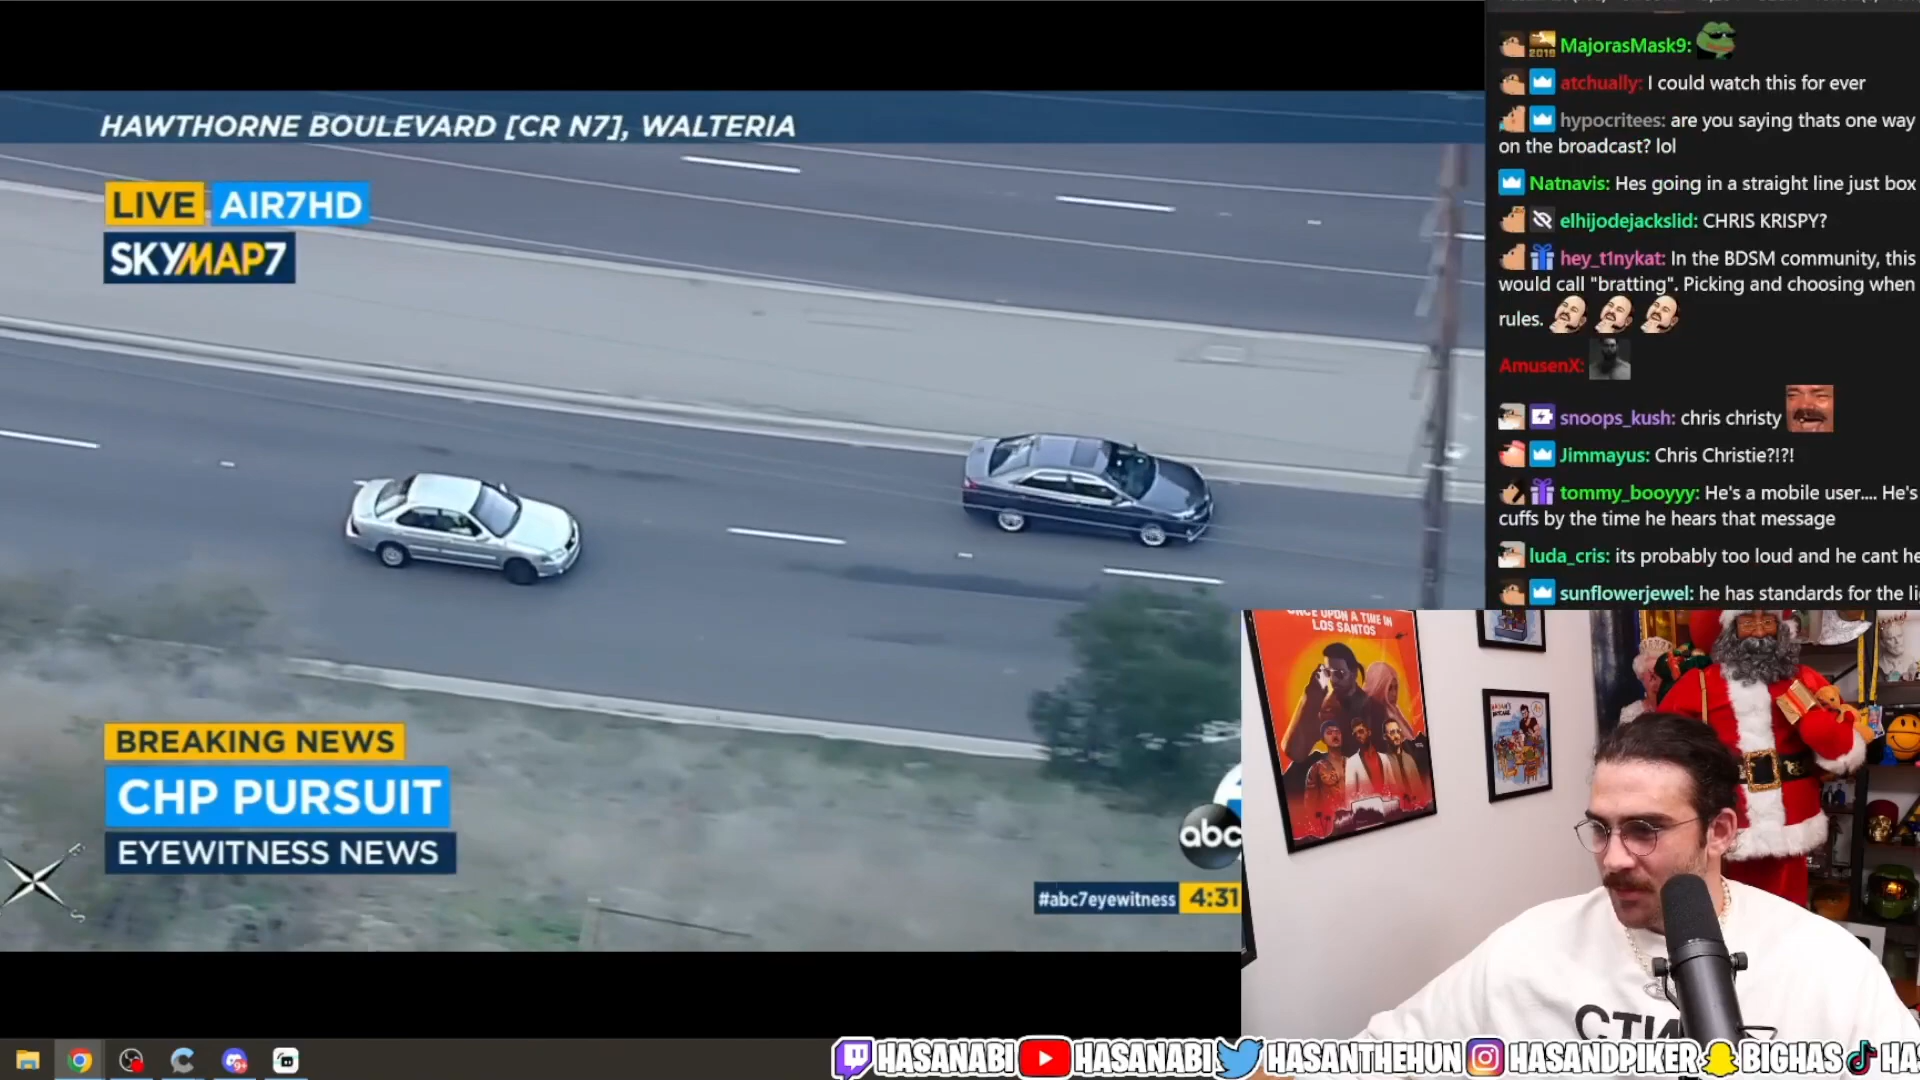 HAWTHORNE BOULEVARD [CR N7], WALTERIA
LIVE AIR7HD
SKYMAP7
BREAKING NEWS
CHP PURSUIT
EYEWITNESS NEWS
E
S
abc
#abc7eyewitness 4:31
2019 MajorasMask9:
atchually: I could watch this for ever
hypocritees: are you saying thats one way
on the broadcast? lol
Natnavis: Hes going in a straight line just box
elhijodejackslid: CHRIS KRISPY?
hey_t1nykat: In the BDSM community, this
would call "bratting". Picking and choosing when
rules.
AmusenX:
snoops_kush: chris christy
Jimmayus: Chris Christie?!?!
tommy_booyyy: He's a mobile user.... He's
cuffs by the time he hears that message
luda_cris: its probably too loud and he cant he
sunflowerjewel: he has standards for the li
ONCE UPON A TIME IN
LOS SANTOS
HASANABI HASANABI HASANTHEHUN HASANDPIKER BIGHAS HAS